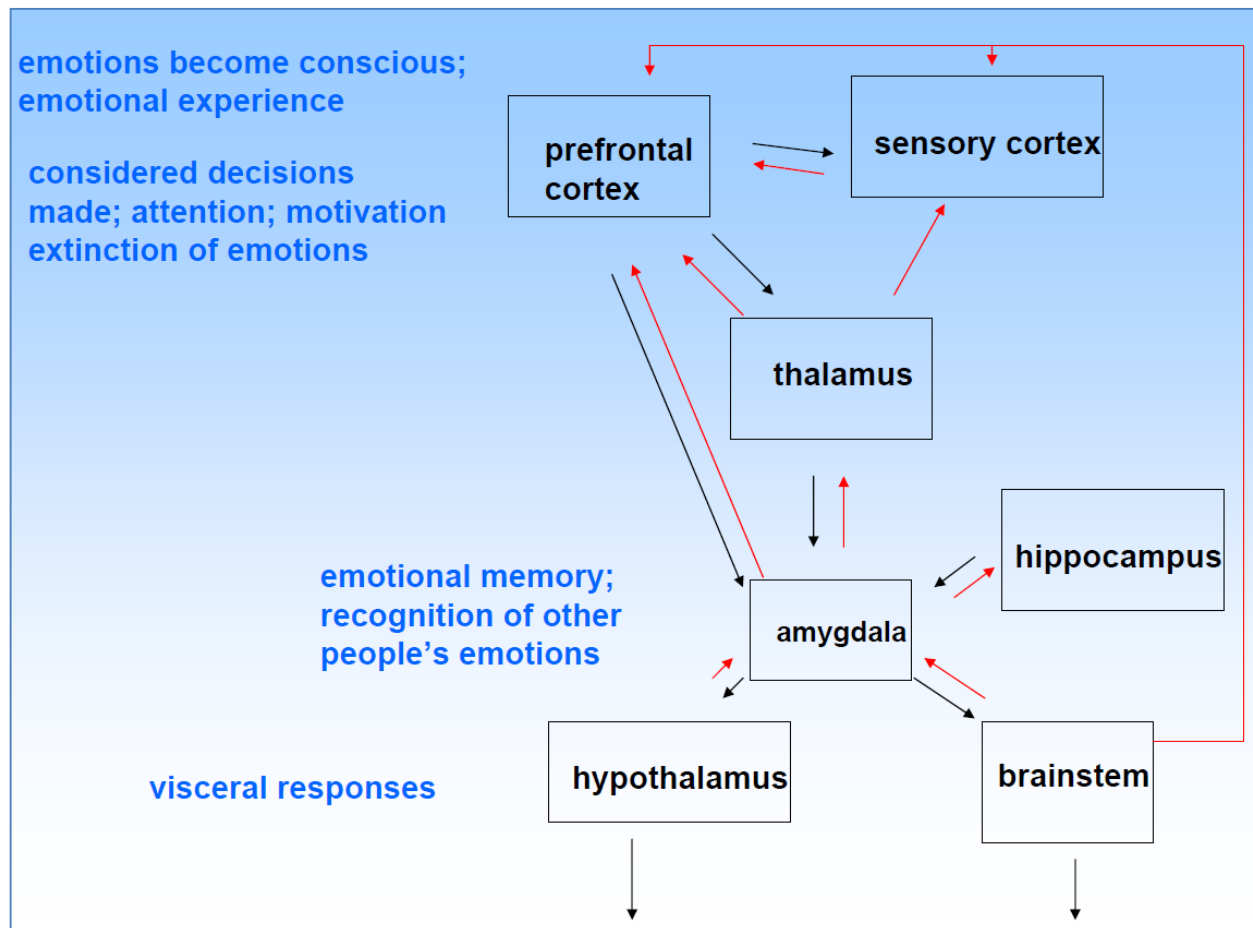 emotions become conscious;
emotional experience
considered decisions
made; attention; motivation
extinction of emotions
prefrontal
cortex
sensory cortex
thalamus
hippocampus
emotional memory;
recognition of other
people’s emotions
amygdala
visceral responses
hypothalamus
brainstem